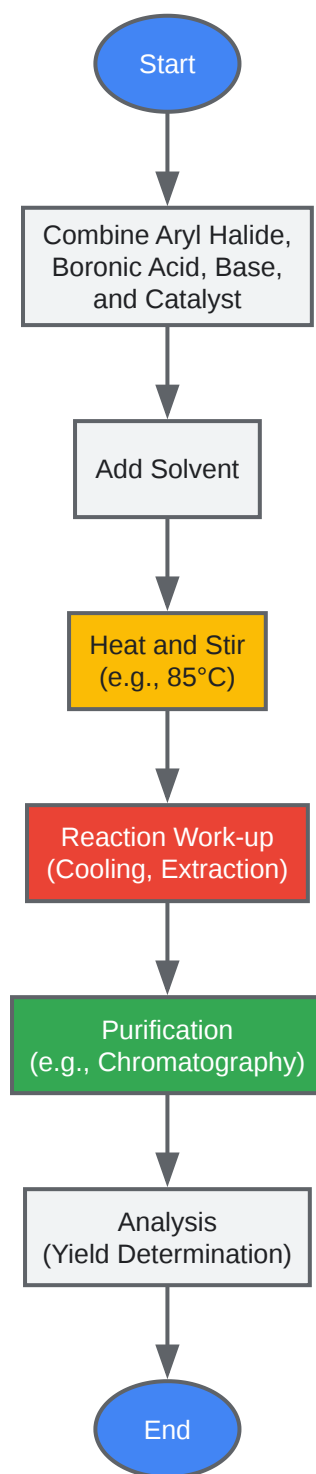 Start
Combine Aryl Halide,
Boronic Acid, Base,
and Catalyst
Add Solvent
Heat and Stir
(e.g., 85°C)
Reaction Work-up
(Cooling, Extraction)
Purification
(e.g., Chromatography)
Analysis
(Yield Determination)
End